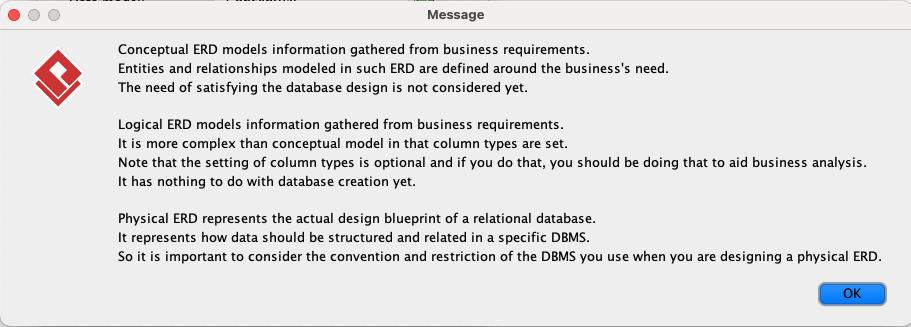 Message
Conceptual ERD models information gathered from business requirements.
Entities and relationships modeled in such ERD are defined around the business's need.
The need of satisfying the database design is not considered yet.
Logical ERD models information gathered from business requirements.
It is more complex than conceptual model in that column types are set.
Note that the setting of column types is optional and if you do that, you should be doing that to aid business analysis.
It has nothing to do with database creation yet.
Physical ERD represents the actual design blueprint of a relational database.
It represents how data should be structured and related in a specific DBMS.
So it is important to consider the convention and restriction of the DBMS you use when you are designing a physical ERD.
OK